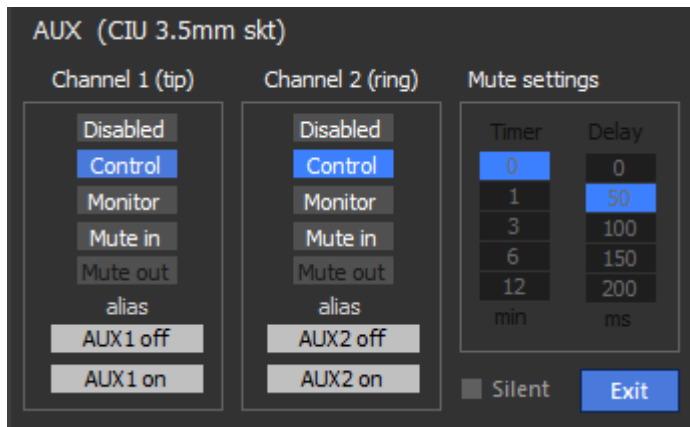 AUX (CIU 3.5mm skt)
Channel 1 (tip)
Disabled
Control
Monitor
Mute in
Mute out
alias
AUX1 off
AUX1 on
Channel 2 (ring)
Disabled
Control
Monitor
Mute in
Mute out
alias
AUX2 off
AUX2 on
Mute settings
Timer
0
1
3
6
12
min
Delay
0
50
100
150
200
ms
Silent
Exit